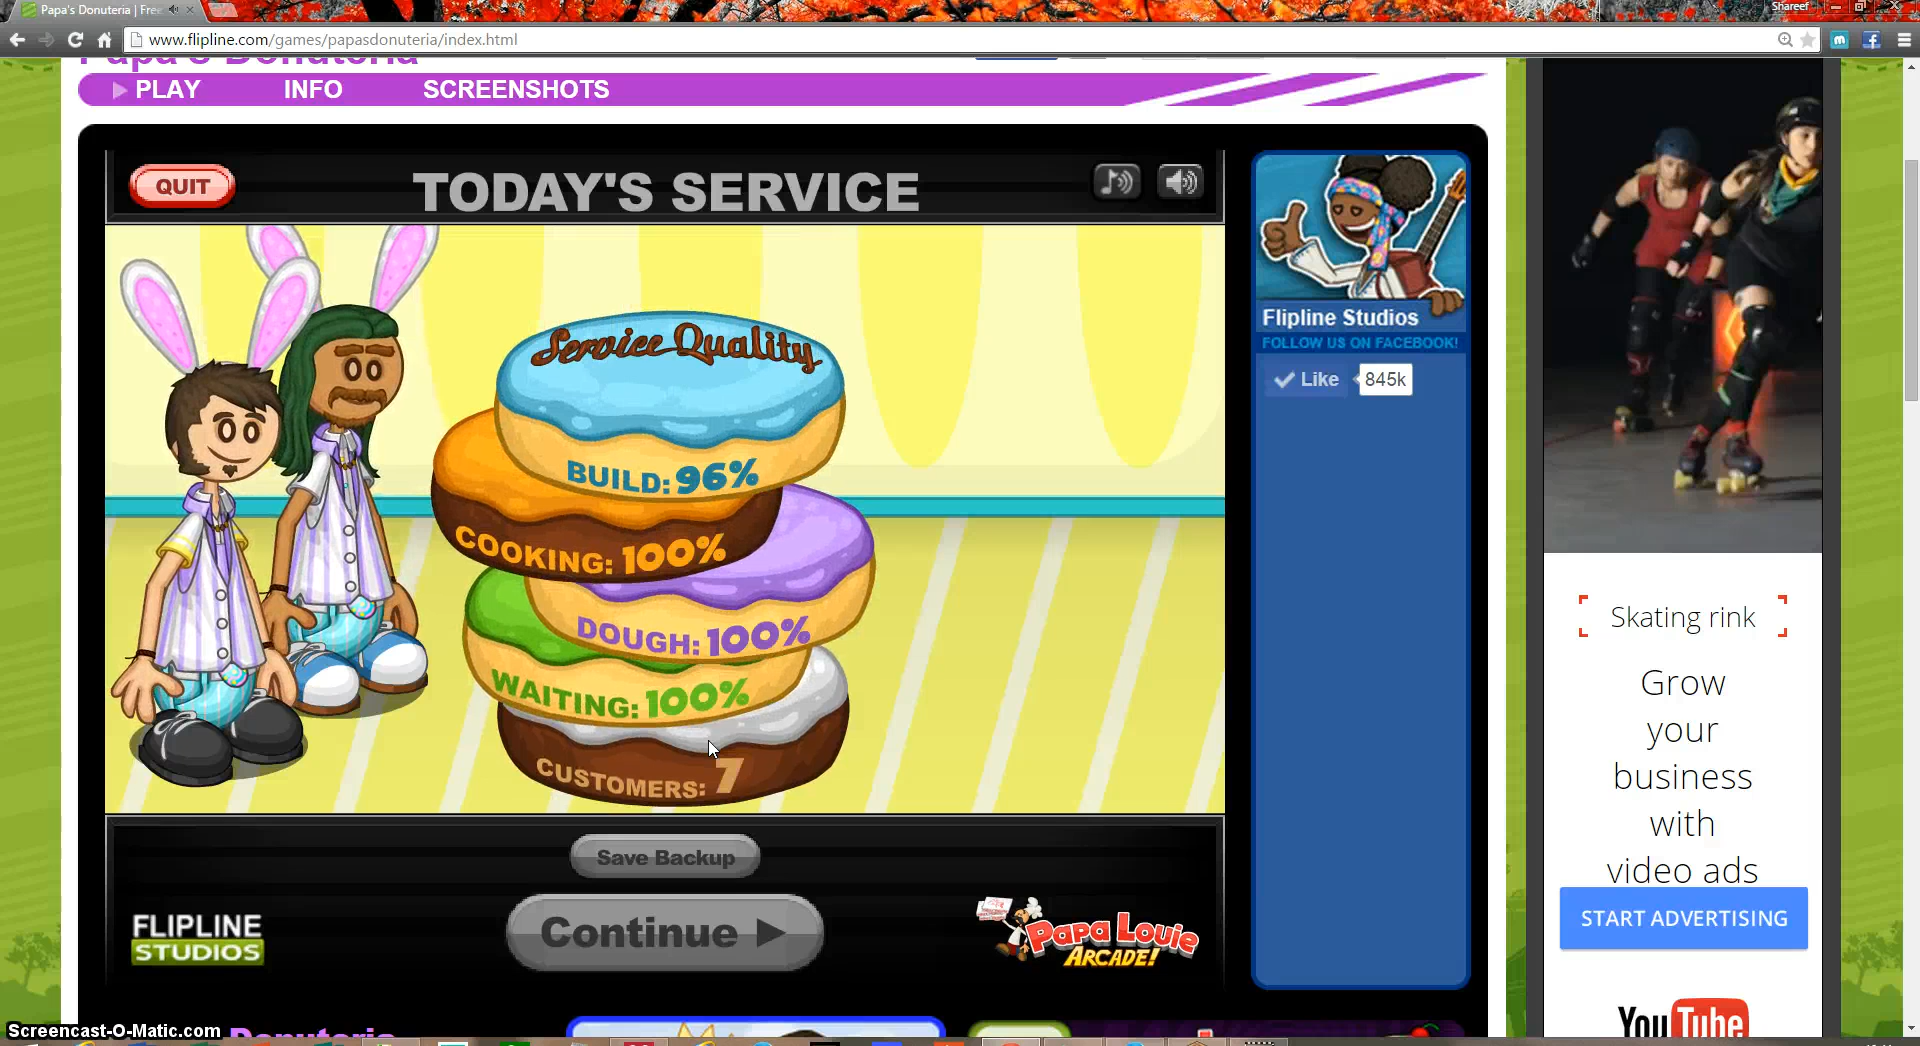 Papa's Donuteria | Free
Shareef
www.flipline.com/games/papasdonuteria/index.html
Papa's Donuteria
PLAY INFO SCREENSHOTS
QUIT
TODAY'S SERVICE
Service Quality
BUILD: 96%
COOKING: 100%
DOUGH: 100%
WAITING: 100%
CUSTOMERS: 7
Save Backup
Continue
FLIPLINE
STUDIOS
Papa Louie
ARCADE!
Flipline Studios
FOLLOW US ON FACEBOOK!
Like 845k
Skating rink
Grow
your
business
with
video ads
START ADVERTISING
YouTube
Screencast-O-Matic.com
Donuteria